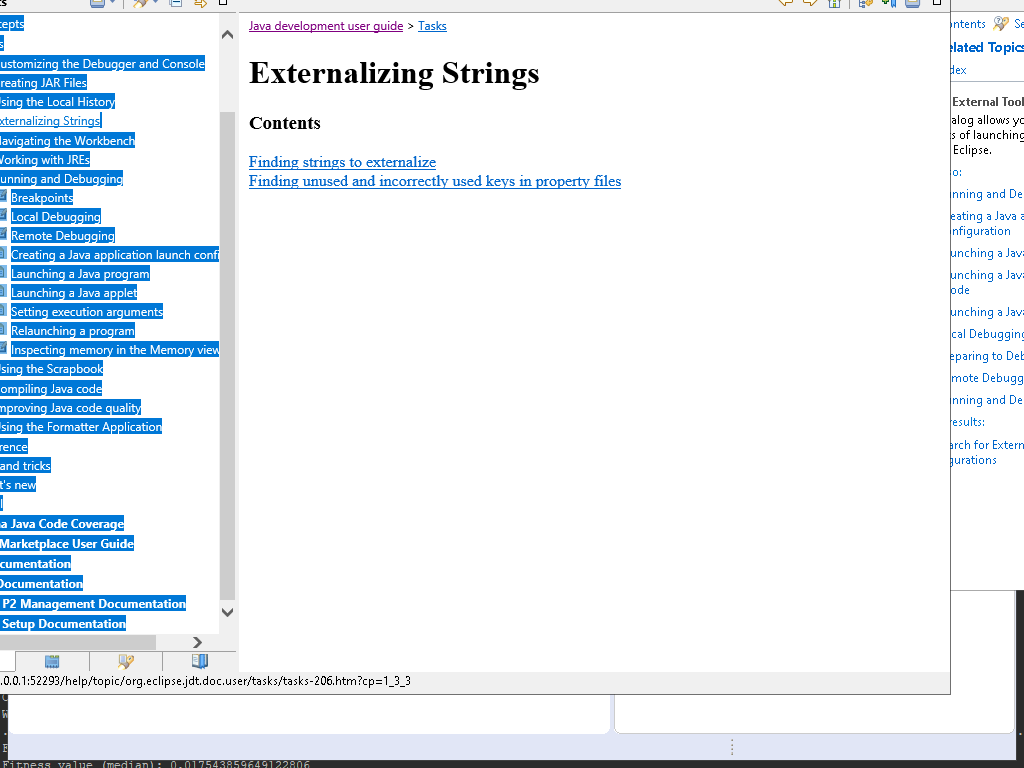 Java development user guide > Tasks
Externalizing Strings
Contents
Finding strings to externalize
Finding unused and incorrectly used keys in property files
cepts
s
ustomizing the Debugger and Console
reating JAR Files
sing the Local History
xternalizing Strings
avigating the Workbench
orking with JREs
unning and Debugging
Breakpoints
Local Debugging
Remote Debugging
Creating a Java application launch confi
Launching a Java program
Launching a Java applet
Setting execution arguments
Relaunching a program
Inspecting memory in the Memory view
sing the Scrapbook
ompiling Java code
mproving Java code quality
sing the Formatter Application
rence
and tricks
t's new
l
a Java Code Coverage
Marketplace User Guide
cumentation
Documentation
P2 Management Documentation
Setup Documentation
.0.0.1:52293/help/topic/org.eclipse.jdt.doc.user/tasks/tasks-206.htm?cp=1_3_3
ntents Se
elated Topics
dex
External Tool
alog allows yo
s of launching
Eclipse.
o:
nning and De
eating a Java a
nfiguration
unching a Java
unching a Java
ode
unching a Java
cal Debugging
eparing to Deb
mote Debugg
nning and De
results:
arch for Extern
gurations
Fitness value (median): 0.017543859649122806